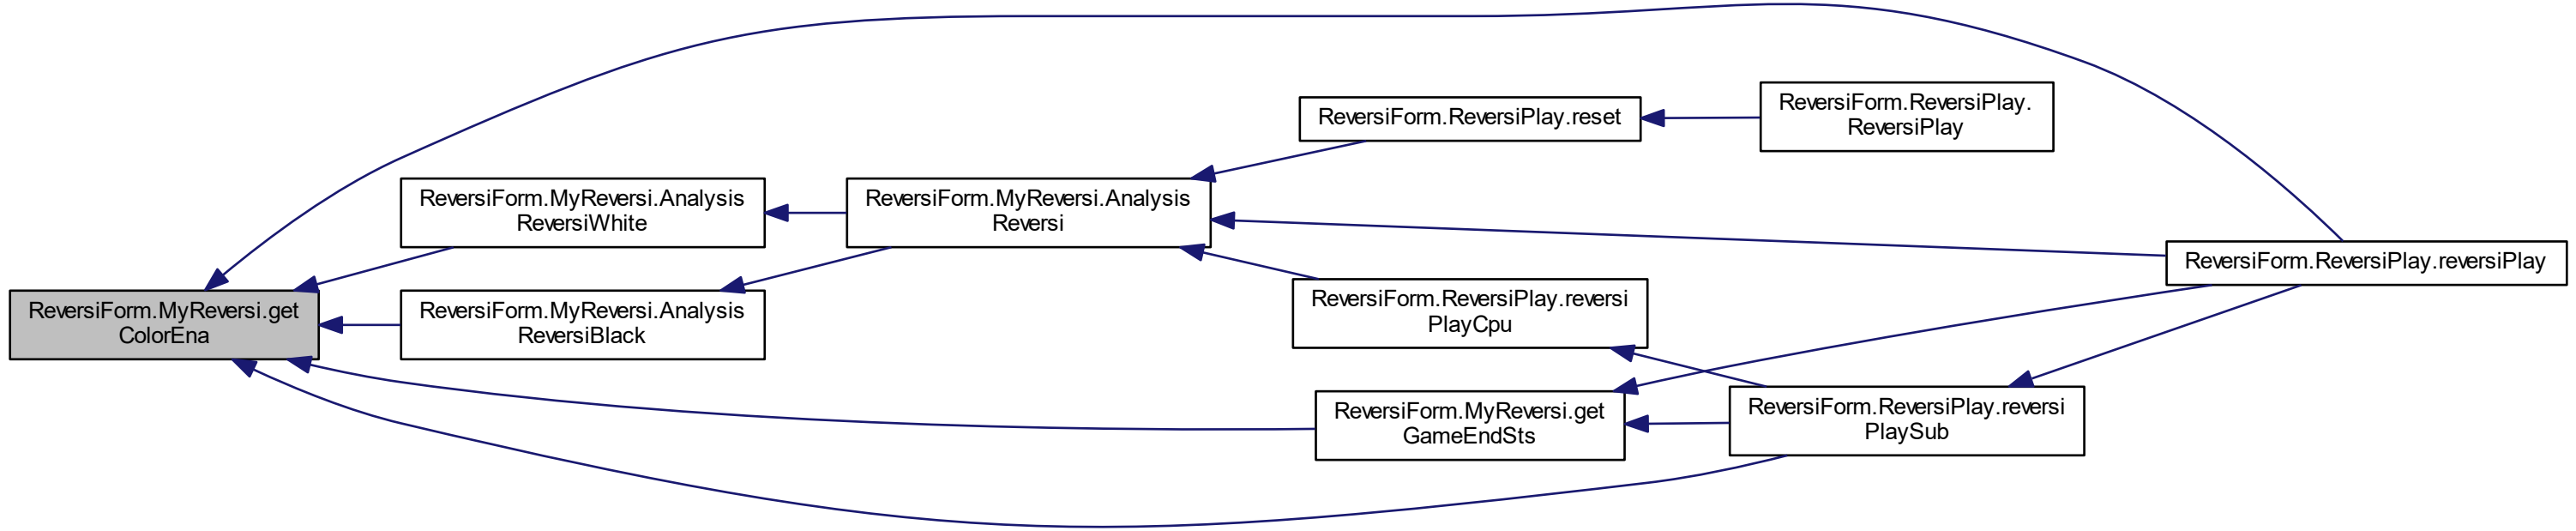 ReversiForm.MyReversi.get
ColorEna
ReversiForm.MyReversi.Analysis
ReversiWhite
ReversiForm.MyReversi.Analysis
ReversiBlack
ReversiForm.MyReversi.Analysis
Reversi
ReversiForm.ReversiPlay.reset
ReversiForm.ReversiPlay.
ReversiPlay
ReversiForm.ReversiPlay.reversi
PlayCpu
ReversiForm.MyReversi.get
GameEndSts
ReversiForm.ReversiPlay.reversi
PlaySub
ReversiForm.ReversiPlay.reversiPlay